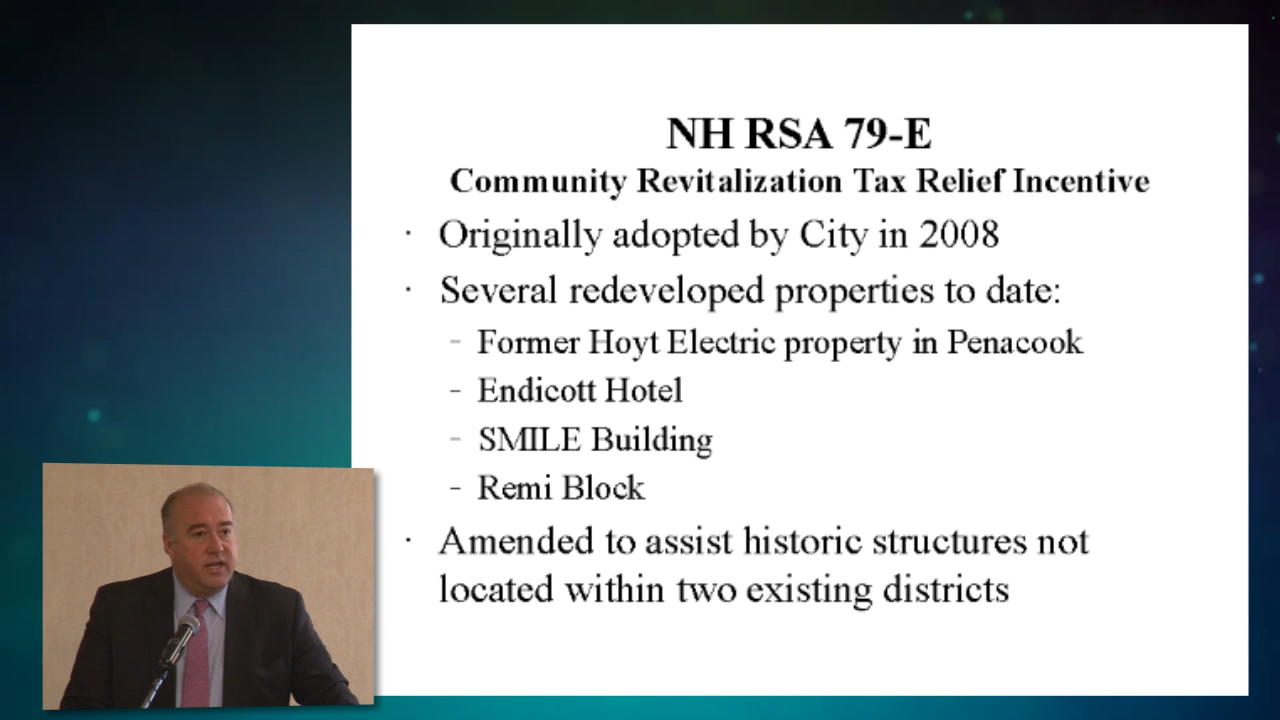 NH RSA 79-E
Community Revitalization Tax Relief Incentive
· Originally adopted by City in 2008
· Several redeveloped properties to date:
- Former Hoyt Electric property in Penacook
- Endicott Hotel
- SMILE Building
- Remi Block
· Amended to assist historic structures not
located within two existing districts